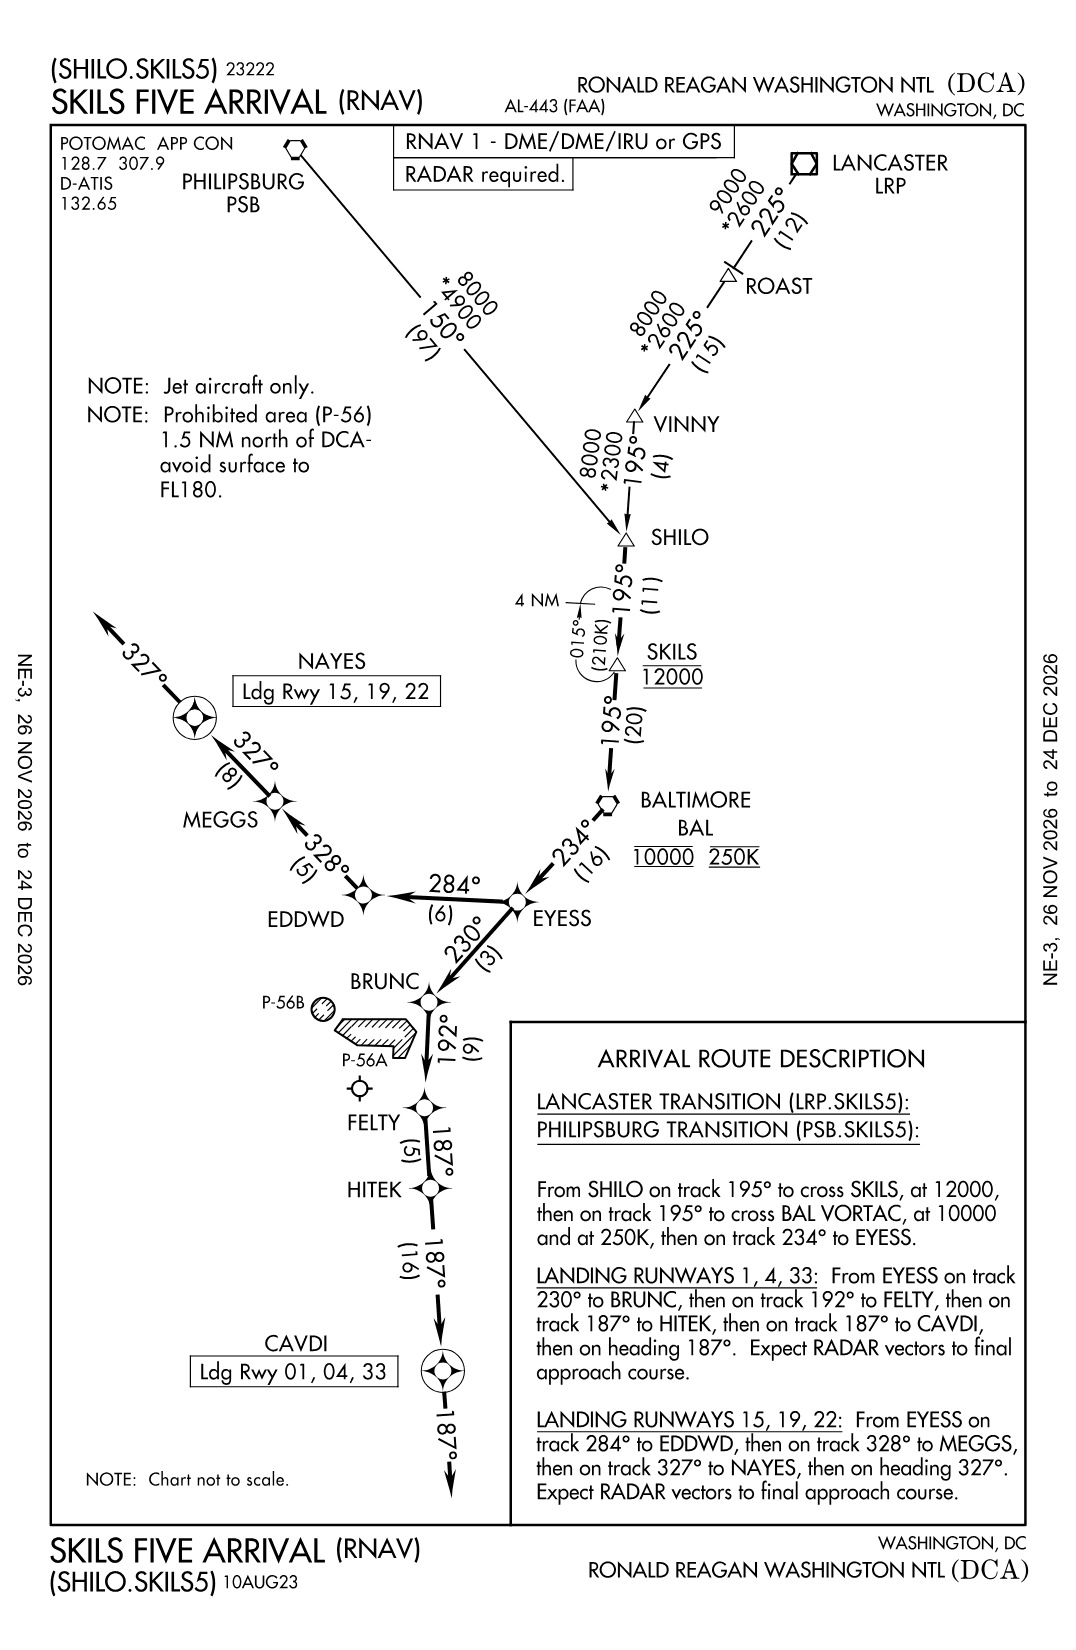 (SHILO.SKILS5) 23222
SKILS FIVE ARRIVAL (RNAV)
AL-443 (FAA)
RONALD REAGAN WASHINGTON NTL (DCA)
WASHINGTON, DC
POTOMAC APP CON
128.7 307.9
D-ATIS
132.65
PHILIPSBURG
PSB
RNAV 1 - DME/DME/IRU or GPS
RADAR required.
LANCASTER
LRP
9000
*2600
225°
(12)
ROAST
8000
*2600
225°
(15)
VINNY
8000
*4900
150°
(97)
8000
*2300
195°
(4)
NOTE: Jet aircraft only.
NOTE: Prohibited area (P-56)
1.5 NM north of DCA-
avoid surface to
FL180.
SHILO
195°
(11)
4 NM
015°
(210K)
SKILS
12000
195°
(20)
327°
NAYES
Ldg Rwy 15, 19, 22
327°
(8)
MEGGS
328°
(5)
EDDWD
284°
(6)
BALTIMORE
BAL
10000 250K
234°
(16)
EYESS
230°
(3)
BRUNC
P-56B
P-56A
192°
(6)
FELTY
187°
(5)
HITEK
187°
(16)
CAVDI
Ldg Rwy 01, 04, 33
187°
NOTE: Chart not to scale.
ARRIVAL ROUTE DESCRIPTION
LANCASTER TRANSITION (LRP.SKILS5):
PHILIPSBURG TRANSITION (PSB.SKILS5):
From SHILO on track 195° to cross SKILS, at 12000,
then on track 195° to cross BAL VORTAC, at 10000
and at 250K, then on track 234° to EYESS.
LANDING RUNWAYS 1, 4, 33: From EYESS on track
230° to BRUNC, then on track 192° to FELTY, then on
track 187° to HITEK, then on track 187° to CAVDI,
then on heading 187°. Expect RADAR vectors to final
approach course.
LANDING RUNWAYS 15, 19, 22: From EYESS on
track 284° to EDDWD, then on track 328° to MEGGS,
then on track 327° to NAYES, then on heading 327°.
Expect RADAR vectors to final approach course.
NE-3, 26 NOV 2026 to 24 DEC 2026
NE-3, 26 NOV 2026 to 24 DEC 2026
SKILS FIVE ARRIVAL (RNAV)
(SHILO.SKILS5) 10AUG23
WASHINGTON, DC
RONALD REAGAN WASHINGTON NTL (DCA)